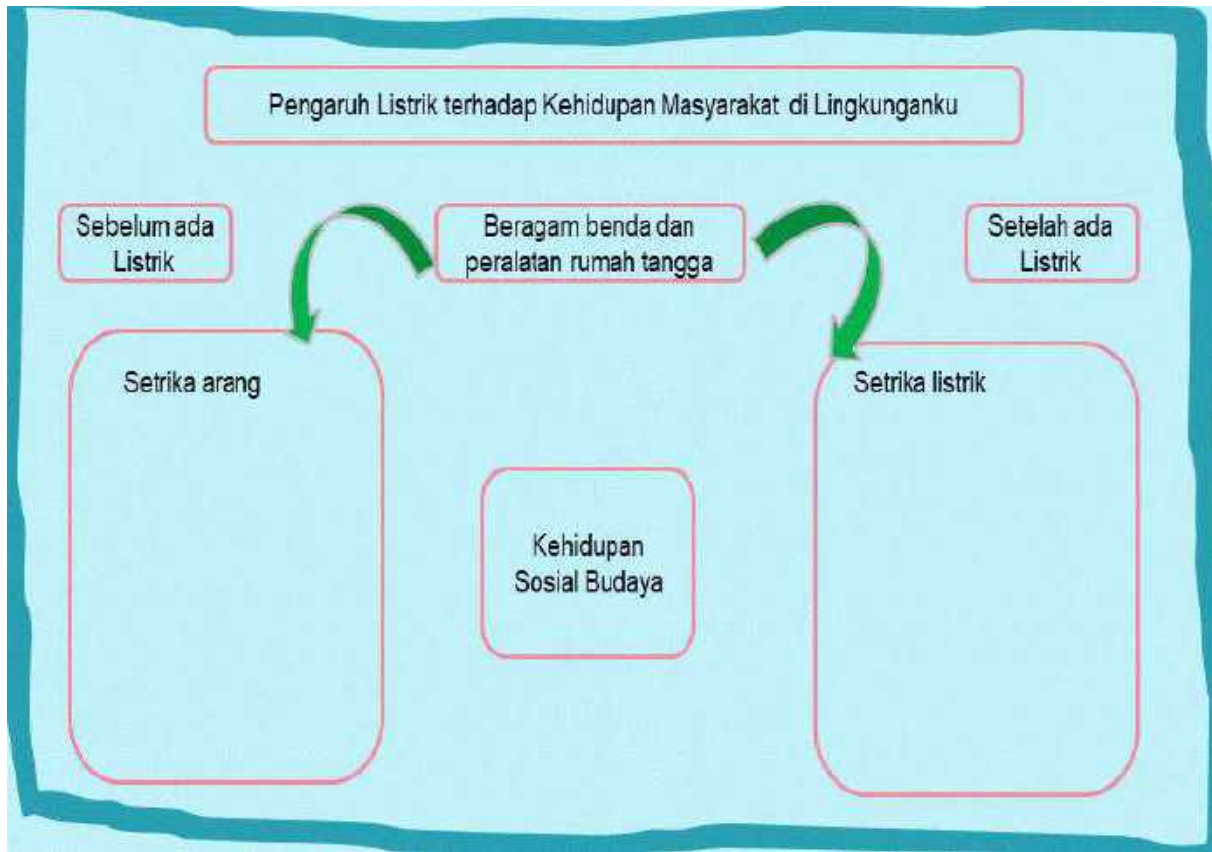 Pengaruh Listrik terhadap Kehidupan Masyarakat di Lingkunganku
Sebelum ada
Listrik
Beragam benda dan
peralatan rumah tangga
Setelah ada
Listrik
Setrika arang
Setrika listrik
Kehidupan
Sosial Budaya